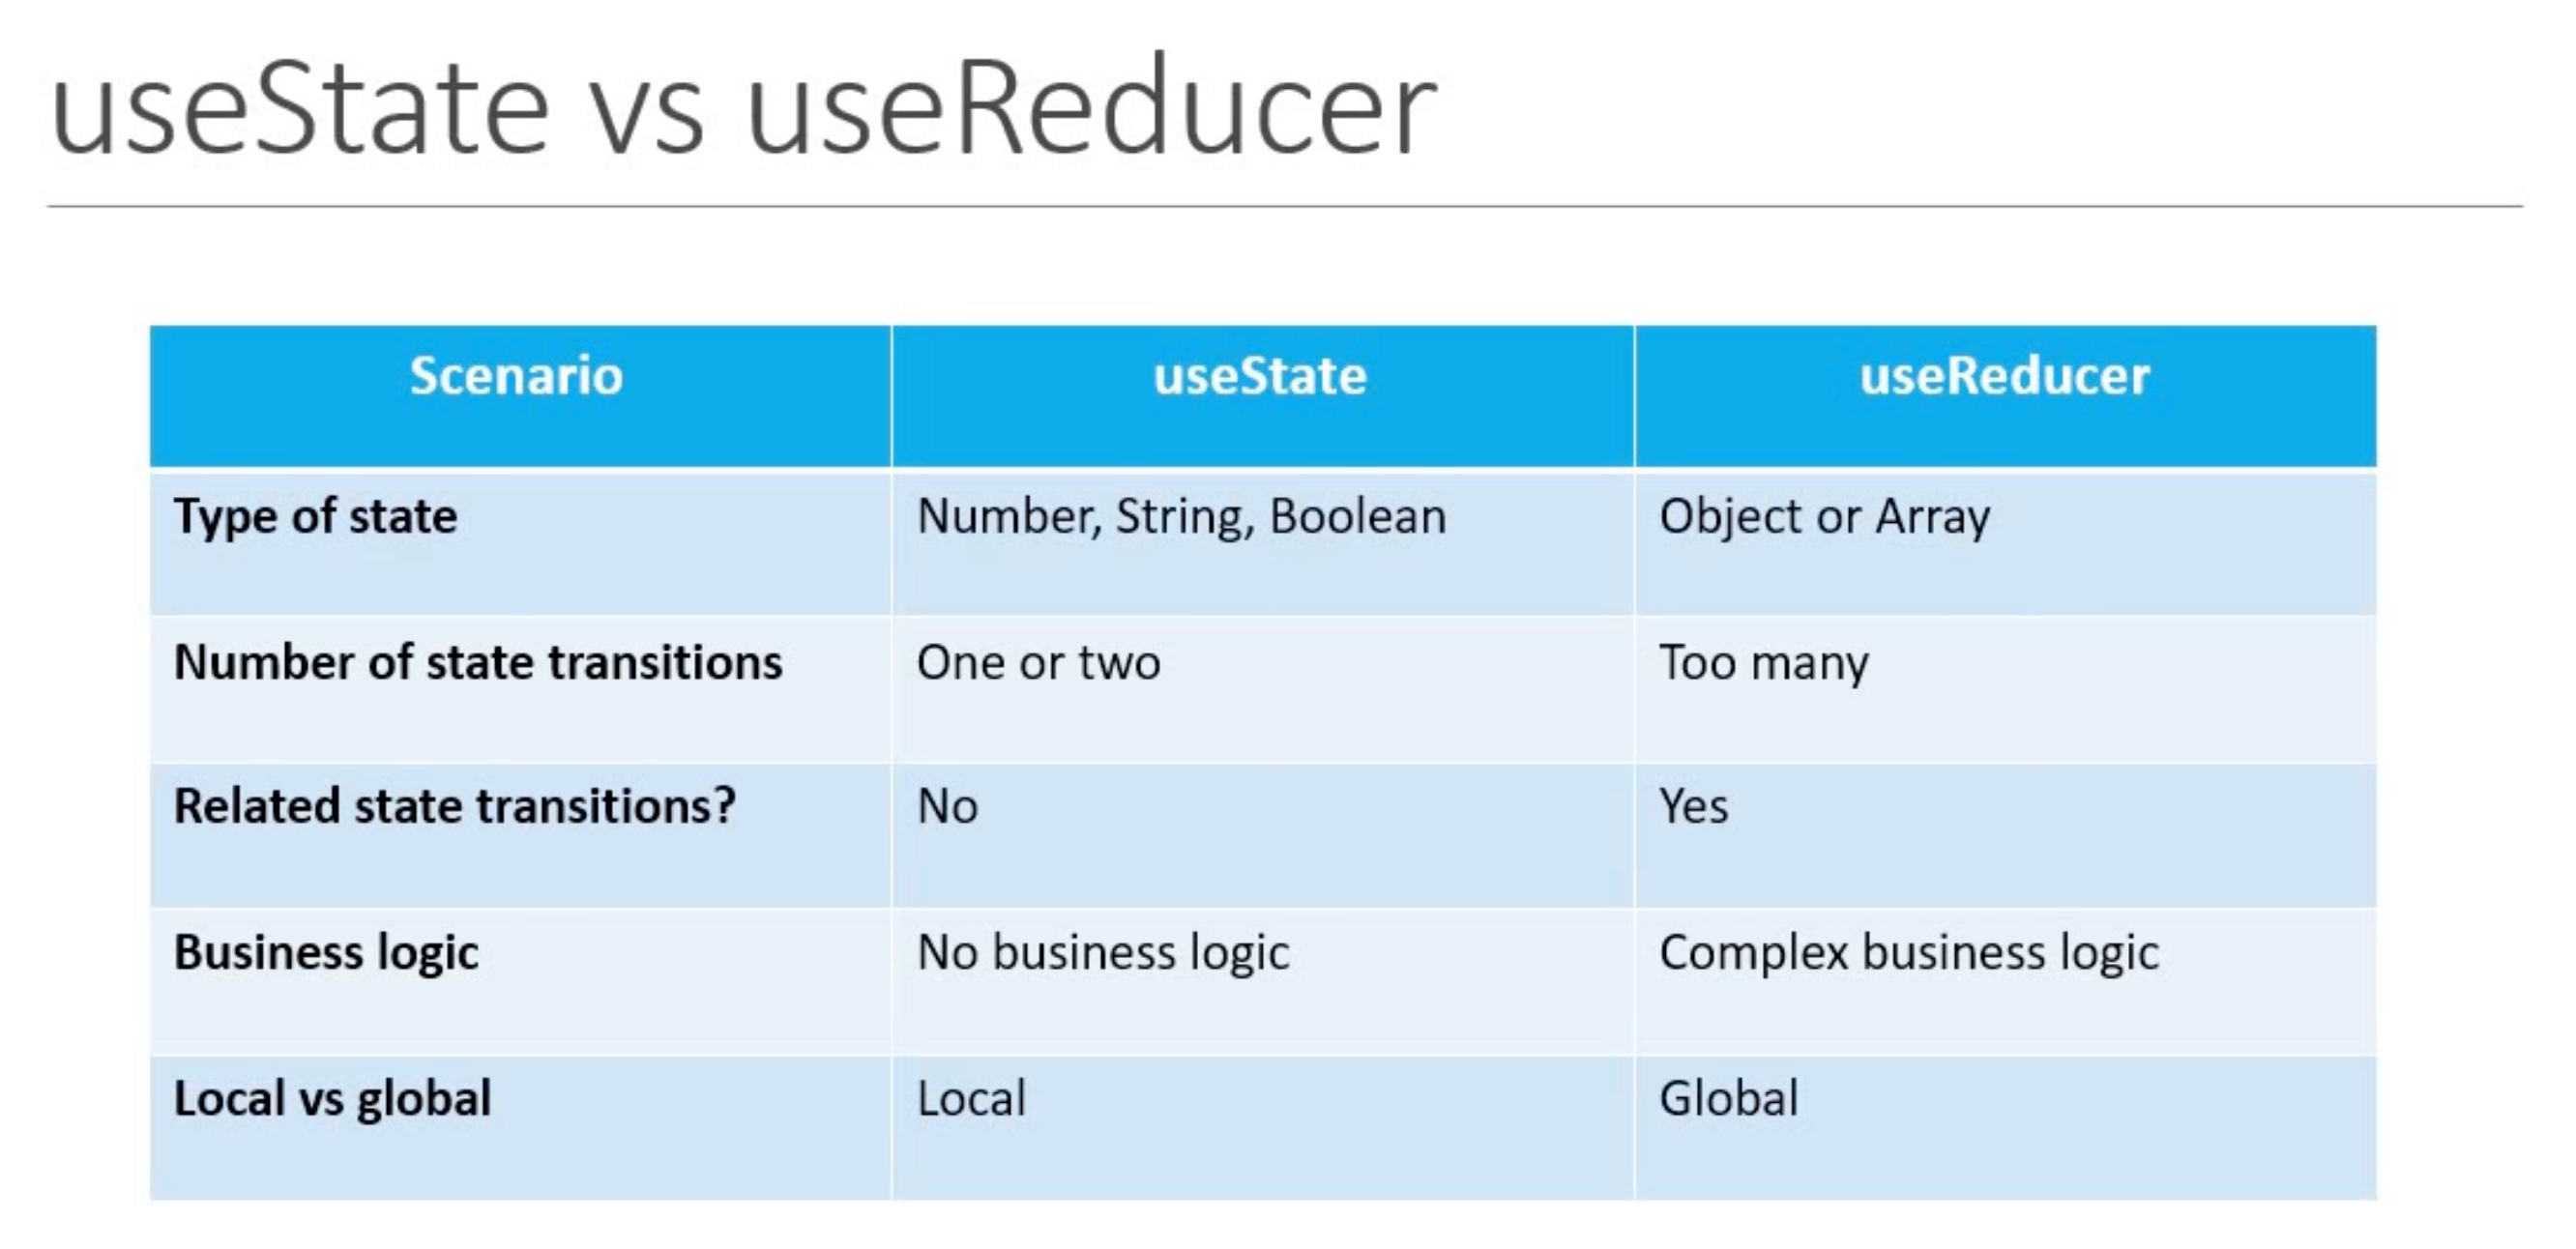 useState vs useReducer
Scenario useState useReducer
Type of state Number, String, Boolean Object or Array
Number of state transitions One or two Too many
Related state transitions? No Yes
Business logic No business logic Complex business logic
Local vs global Local Global